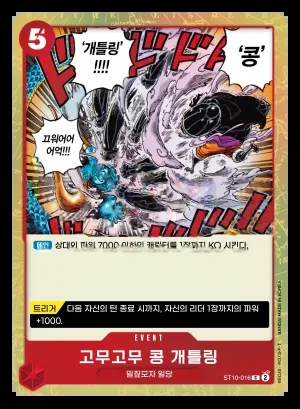 5
'개틀링'
!!!!
'콩'
끄워어어
어억!!!
메인 상대의 파워 7000 이하의 캐릭터를 1장까지 KO 시킨다.
트리거 다음 자신의 턴 종료 시까지, 자신의 리더 1장까지의 파워
+1000.
EVENT
고무고무 콩 개틀링
밀짚모자 일당
ST10-016 C 2